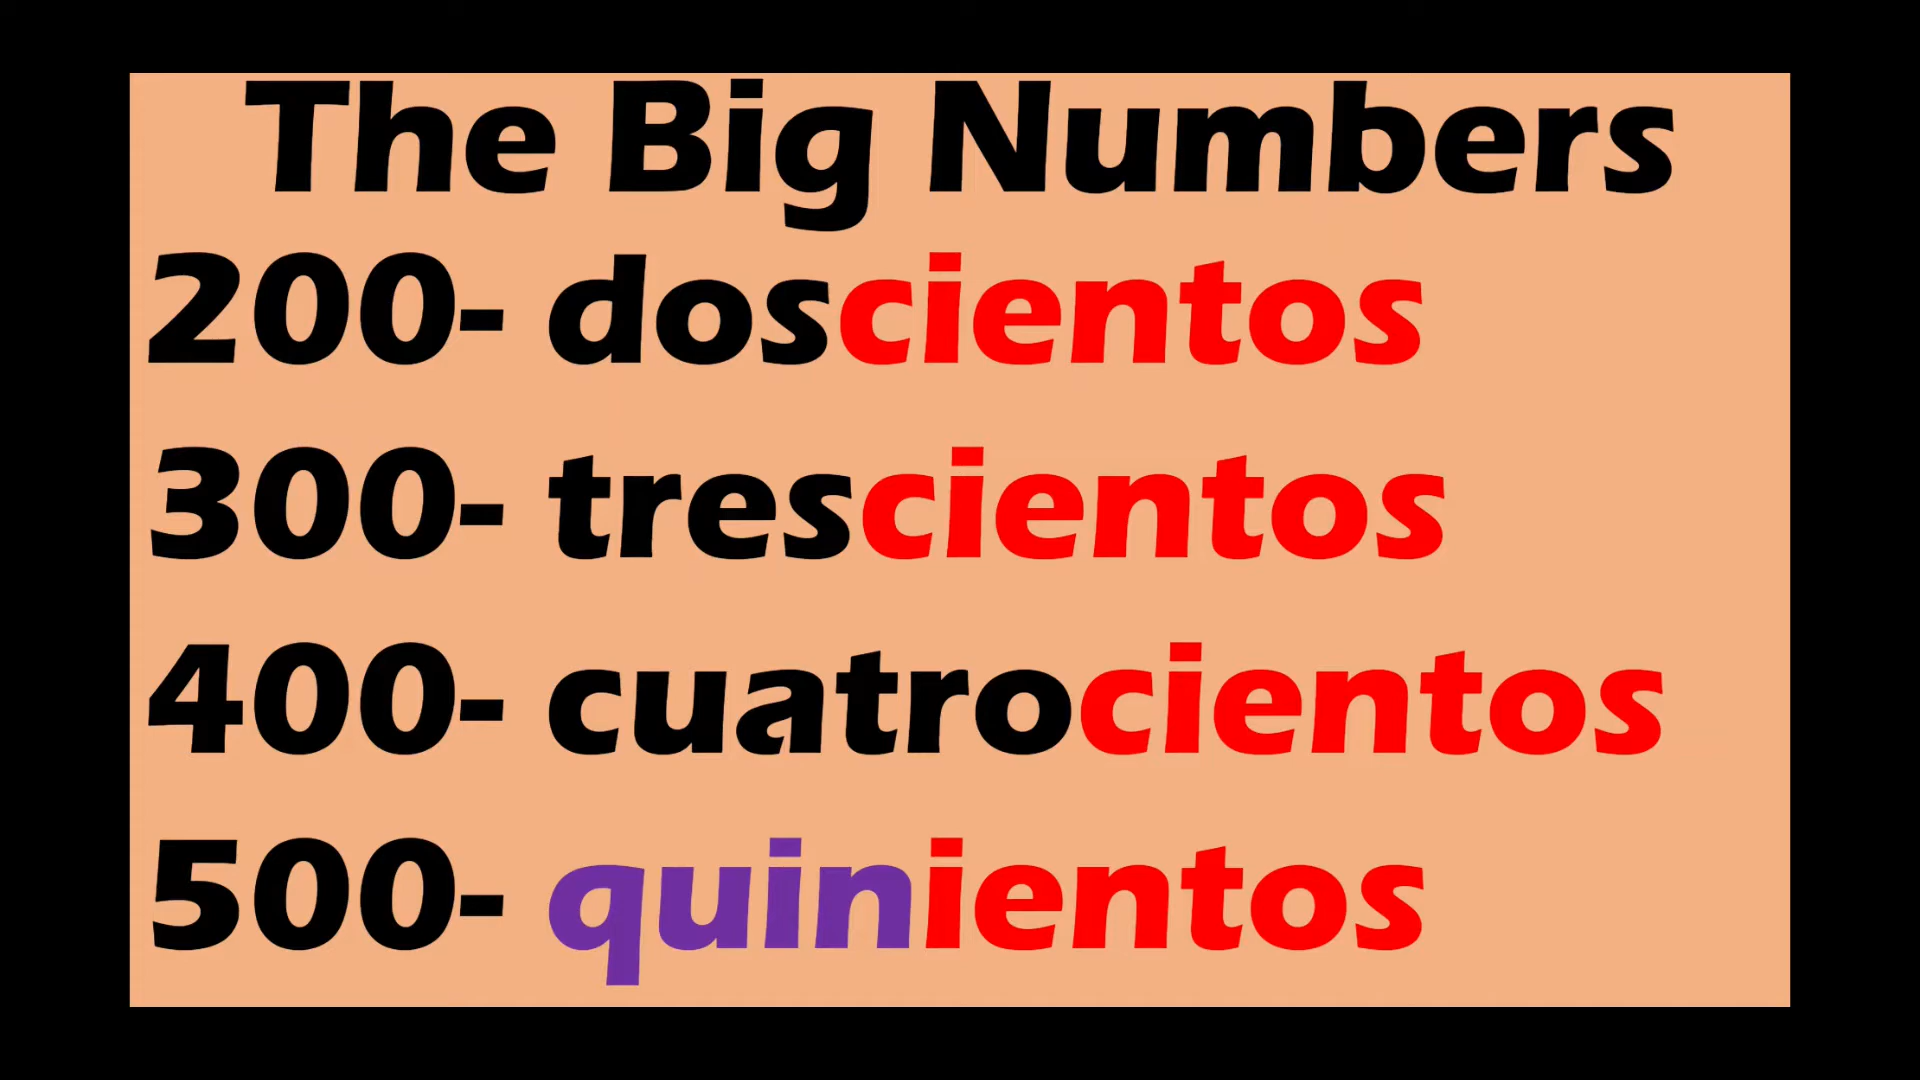 The Big Numbers
200- doscientos
300- trescientos
400- cuatrocientos
500- quinientos